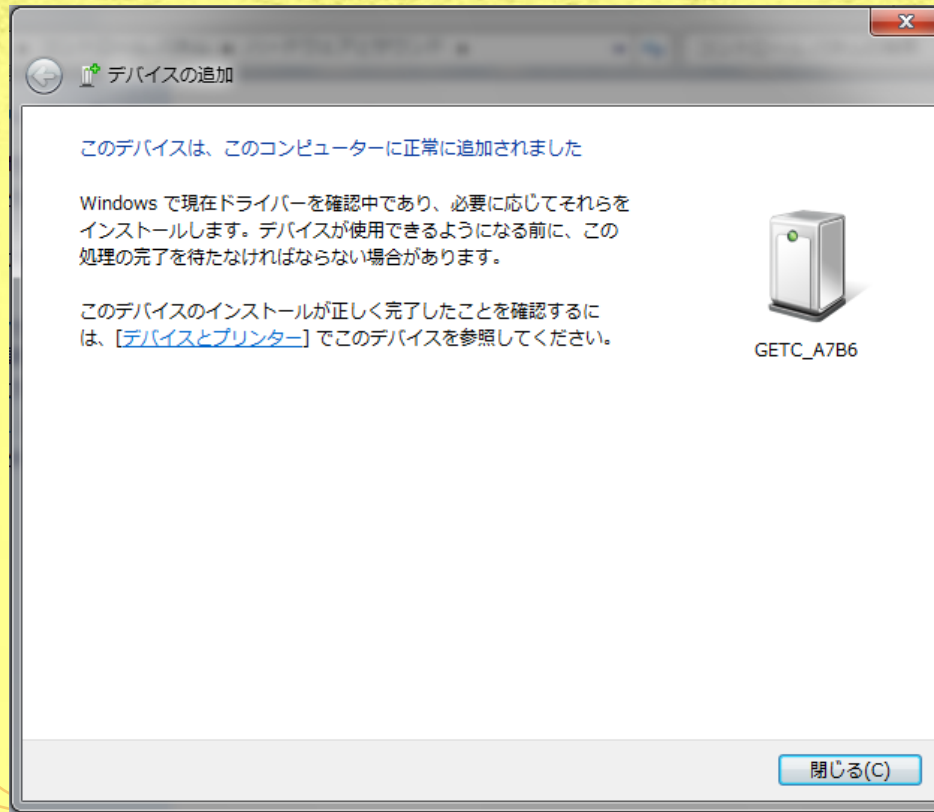 デバイスの追加
このデバイスは、このコンピューターに正常に追加されました
Windows で現在ドライバーを確認中であり、必要に応じてそれらを
インストールします。デバイスが使用できるようになる前に、この
処理の完了を待たなければならない場合があります。
このデバイスのインストールが正しく完了したことを確認するに
は、[デバイスとプリンター] でこのデバイスを参照してください。
GETC_A7B6
閉じる(C)